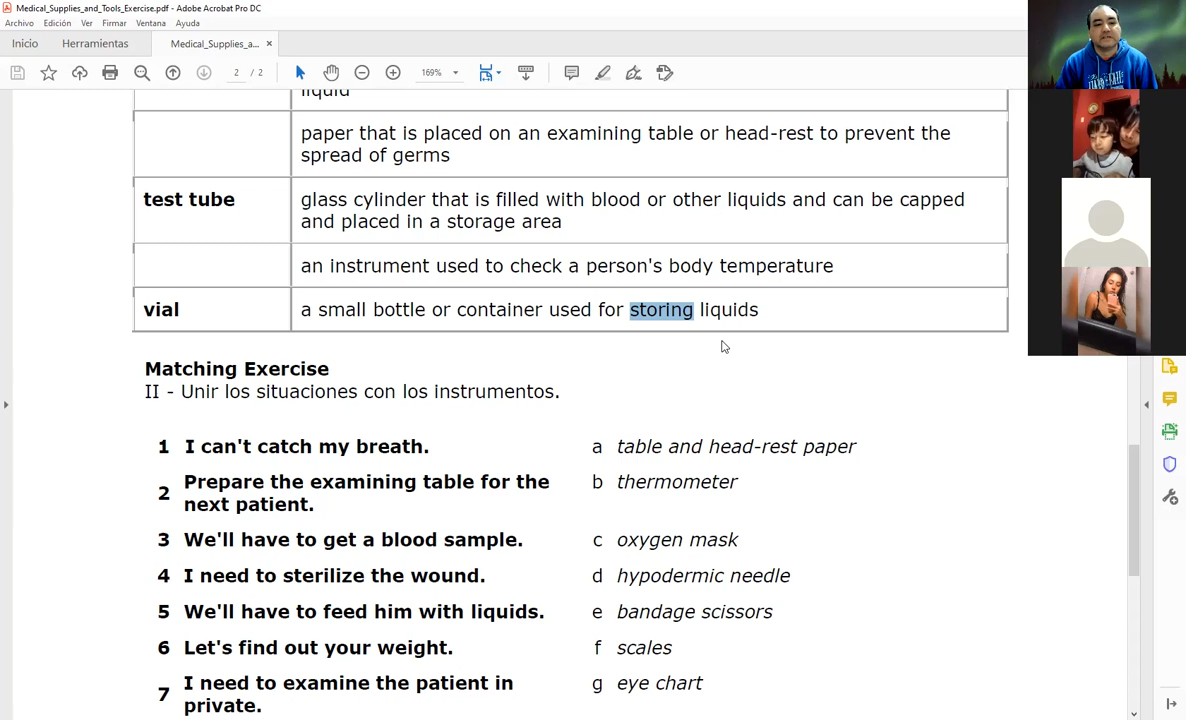 Medical_Supplies_and_Tools_Exercise.pdf - Adobe Acrobat Pro DC
Archivo Edición Ver Firmar Ventana Ayuda
Inicio Herramientas Medical_Supplies_a... ×
2 / 2 169%
liquid
paper that is placed on an examining table or head-rest to prevent the
spread of germs
test tube glass cylinder that is filled with blood or other liquids and can be capped
and placed in a storage area
an instrument used to check a person's body temperature
vial a small bottle or container used for storing liquids
Matching Exercise
II - Unir los situaciones con los instrumentos.
1 I can't catch my breath. a table and head-rest paper
2 Prepare the examining table for the b thermometer
next patient.
3 We'll have to get a blood sample. c oxygen mask
4 I need to sterilize the wound. d hypodermic needle
5 We'll have to feed him with liquids. e bandage scissors
6 Let's find out your weight. f scales
7 I need to examine the patient in g eye chart
private.